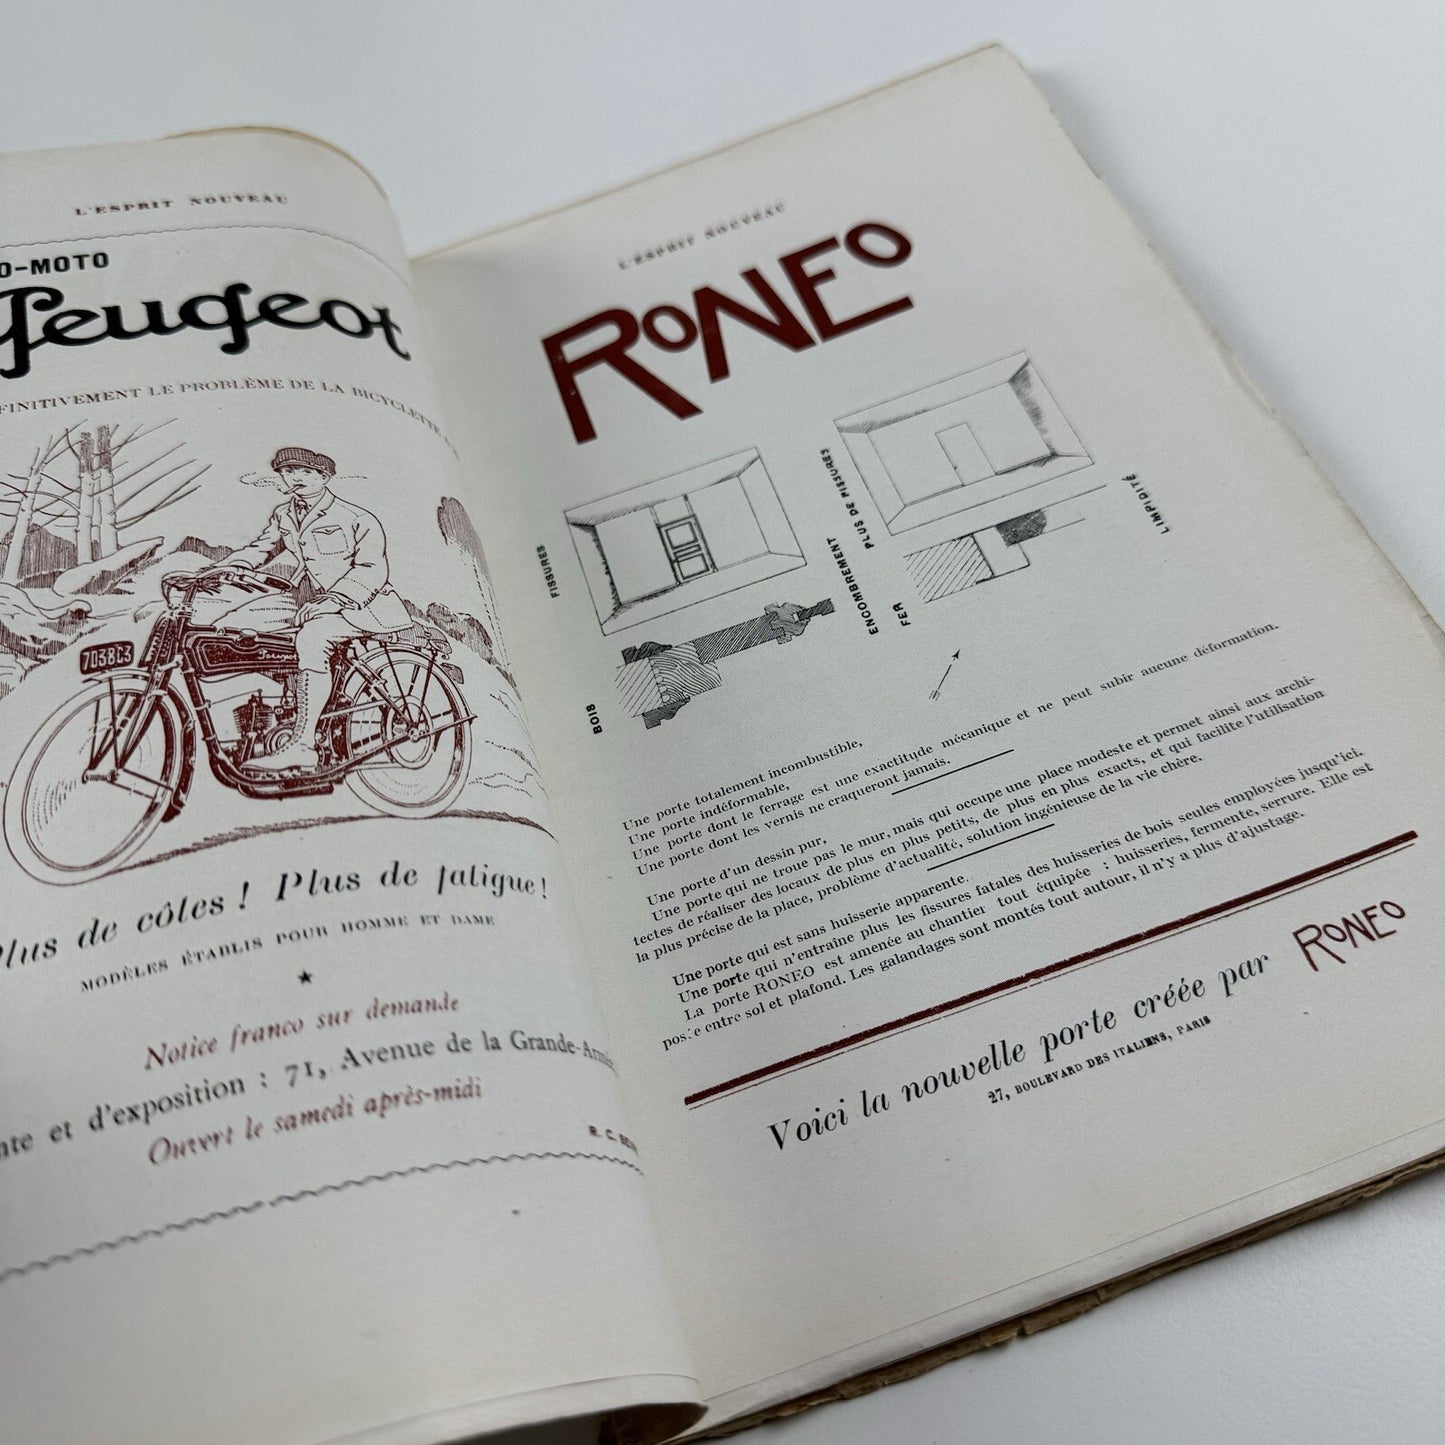 L'ESPRIT NOUVEAU
O-MOTO
Peugeot
FINITIVEMENT LE PROBLÈME DE LA BICYCLETTE
7038C3
Peugeot
Plus de côtes ! Plus de fatigue !
MODÈLES ÉTABLIS POUR HOMME ET DAME
Notice franco sur demande
nte et d'exposition : 71, Avenue de la Grande-Armée
Ouvert le samedi après-midi
R. C.
L'ESPRIT NOUVEAU
RONEO
FISSURES
BOIS
ENCOMBREMENT
PLUS DE FISSURES
FER
LIMPIDITÉ
Une porte totalement incombustible,
Une porte indéformable,
Une porte dont le ferrage est une exactitude mécanique et ne peut subir aucune déformation.
Une porte dont les vernis ne craqueront jamais.
Une porte d'un dessin pur,
Une porte qui ne troue pas le mur, mais qui occupe une place modeste et permet ainsi aux archi-
tectes de réaliser des locaux de plus en plus petits, de plus en plus exacts, et qui facilite l'utilisation
la plus précise de la place, problème d'actualité, solution ingénieuse de la vie chère.
Une porte qui est sans huisserie apparente.
Une porte qui n'entraîne plus les fissures fatales des huisseries de bois seules employées jusqu'ici.
La porte RONEO est amenée au chantier tout équipée : huisseries, fermente, serrure. Elle est
posée entre sol et plafond. Les galandages sont montés tout autour, il n'y a plus d'ajustage.
Voici la nouvelle porte créée par RONEO
27, BOULEVARD DES ITALIENS, PARIS